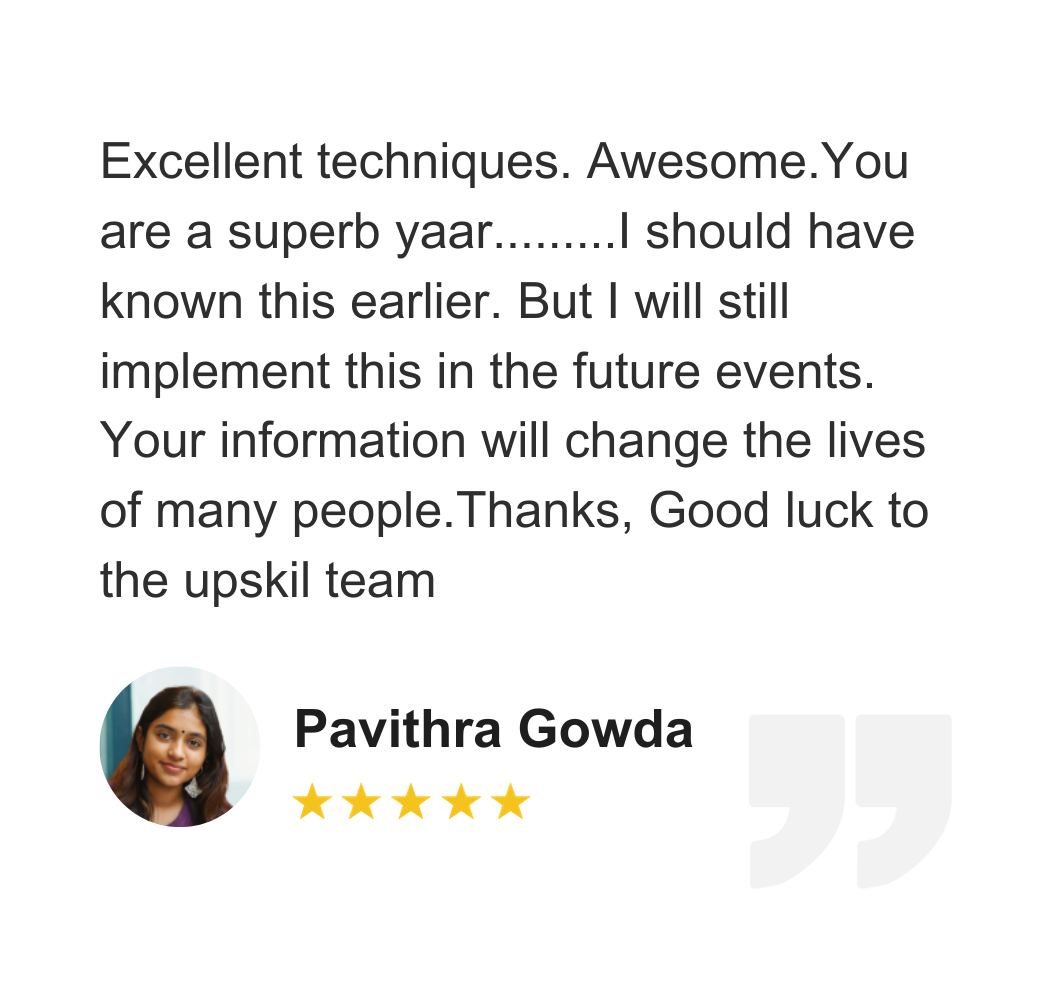 Excellent techniques. Awesome.You
are a superb yaar.........I should have
known this earlier. But I will still
implement this in the future events.
Your information will change the lives
of many people.Thanks, Good luck to
the upskil team
Pavithra Gowda